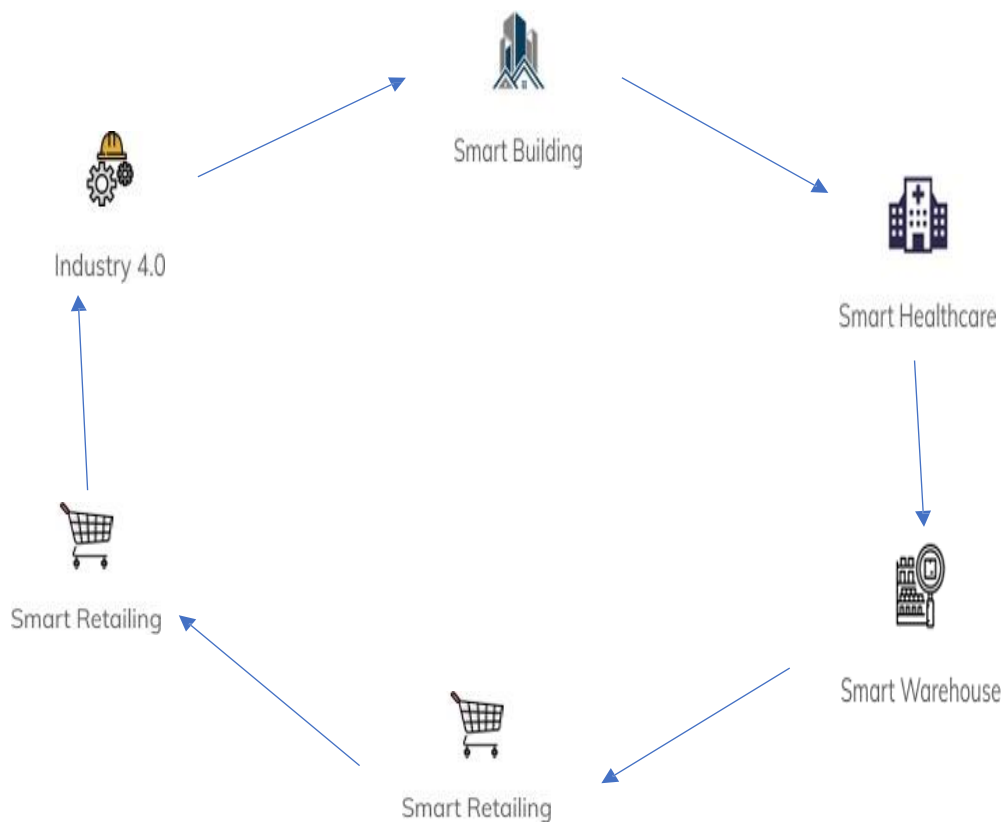 Smart Building
Industry 4.0
Smart Healthcare
Smart Retailing
Smart Warehouse
Smart Retailing